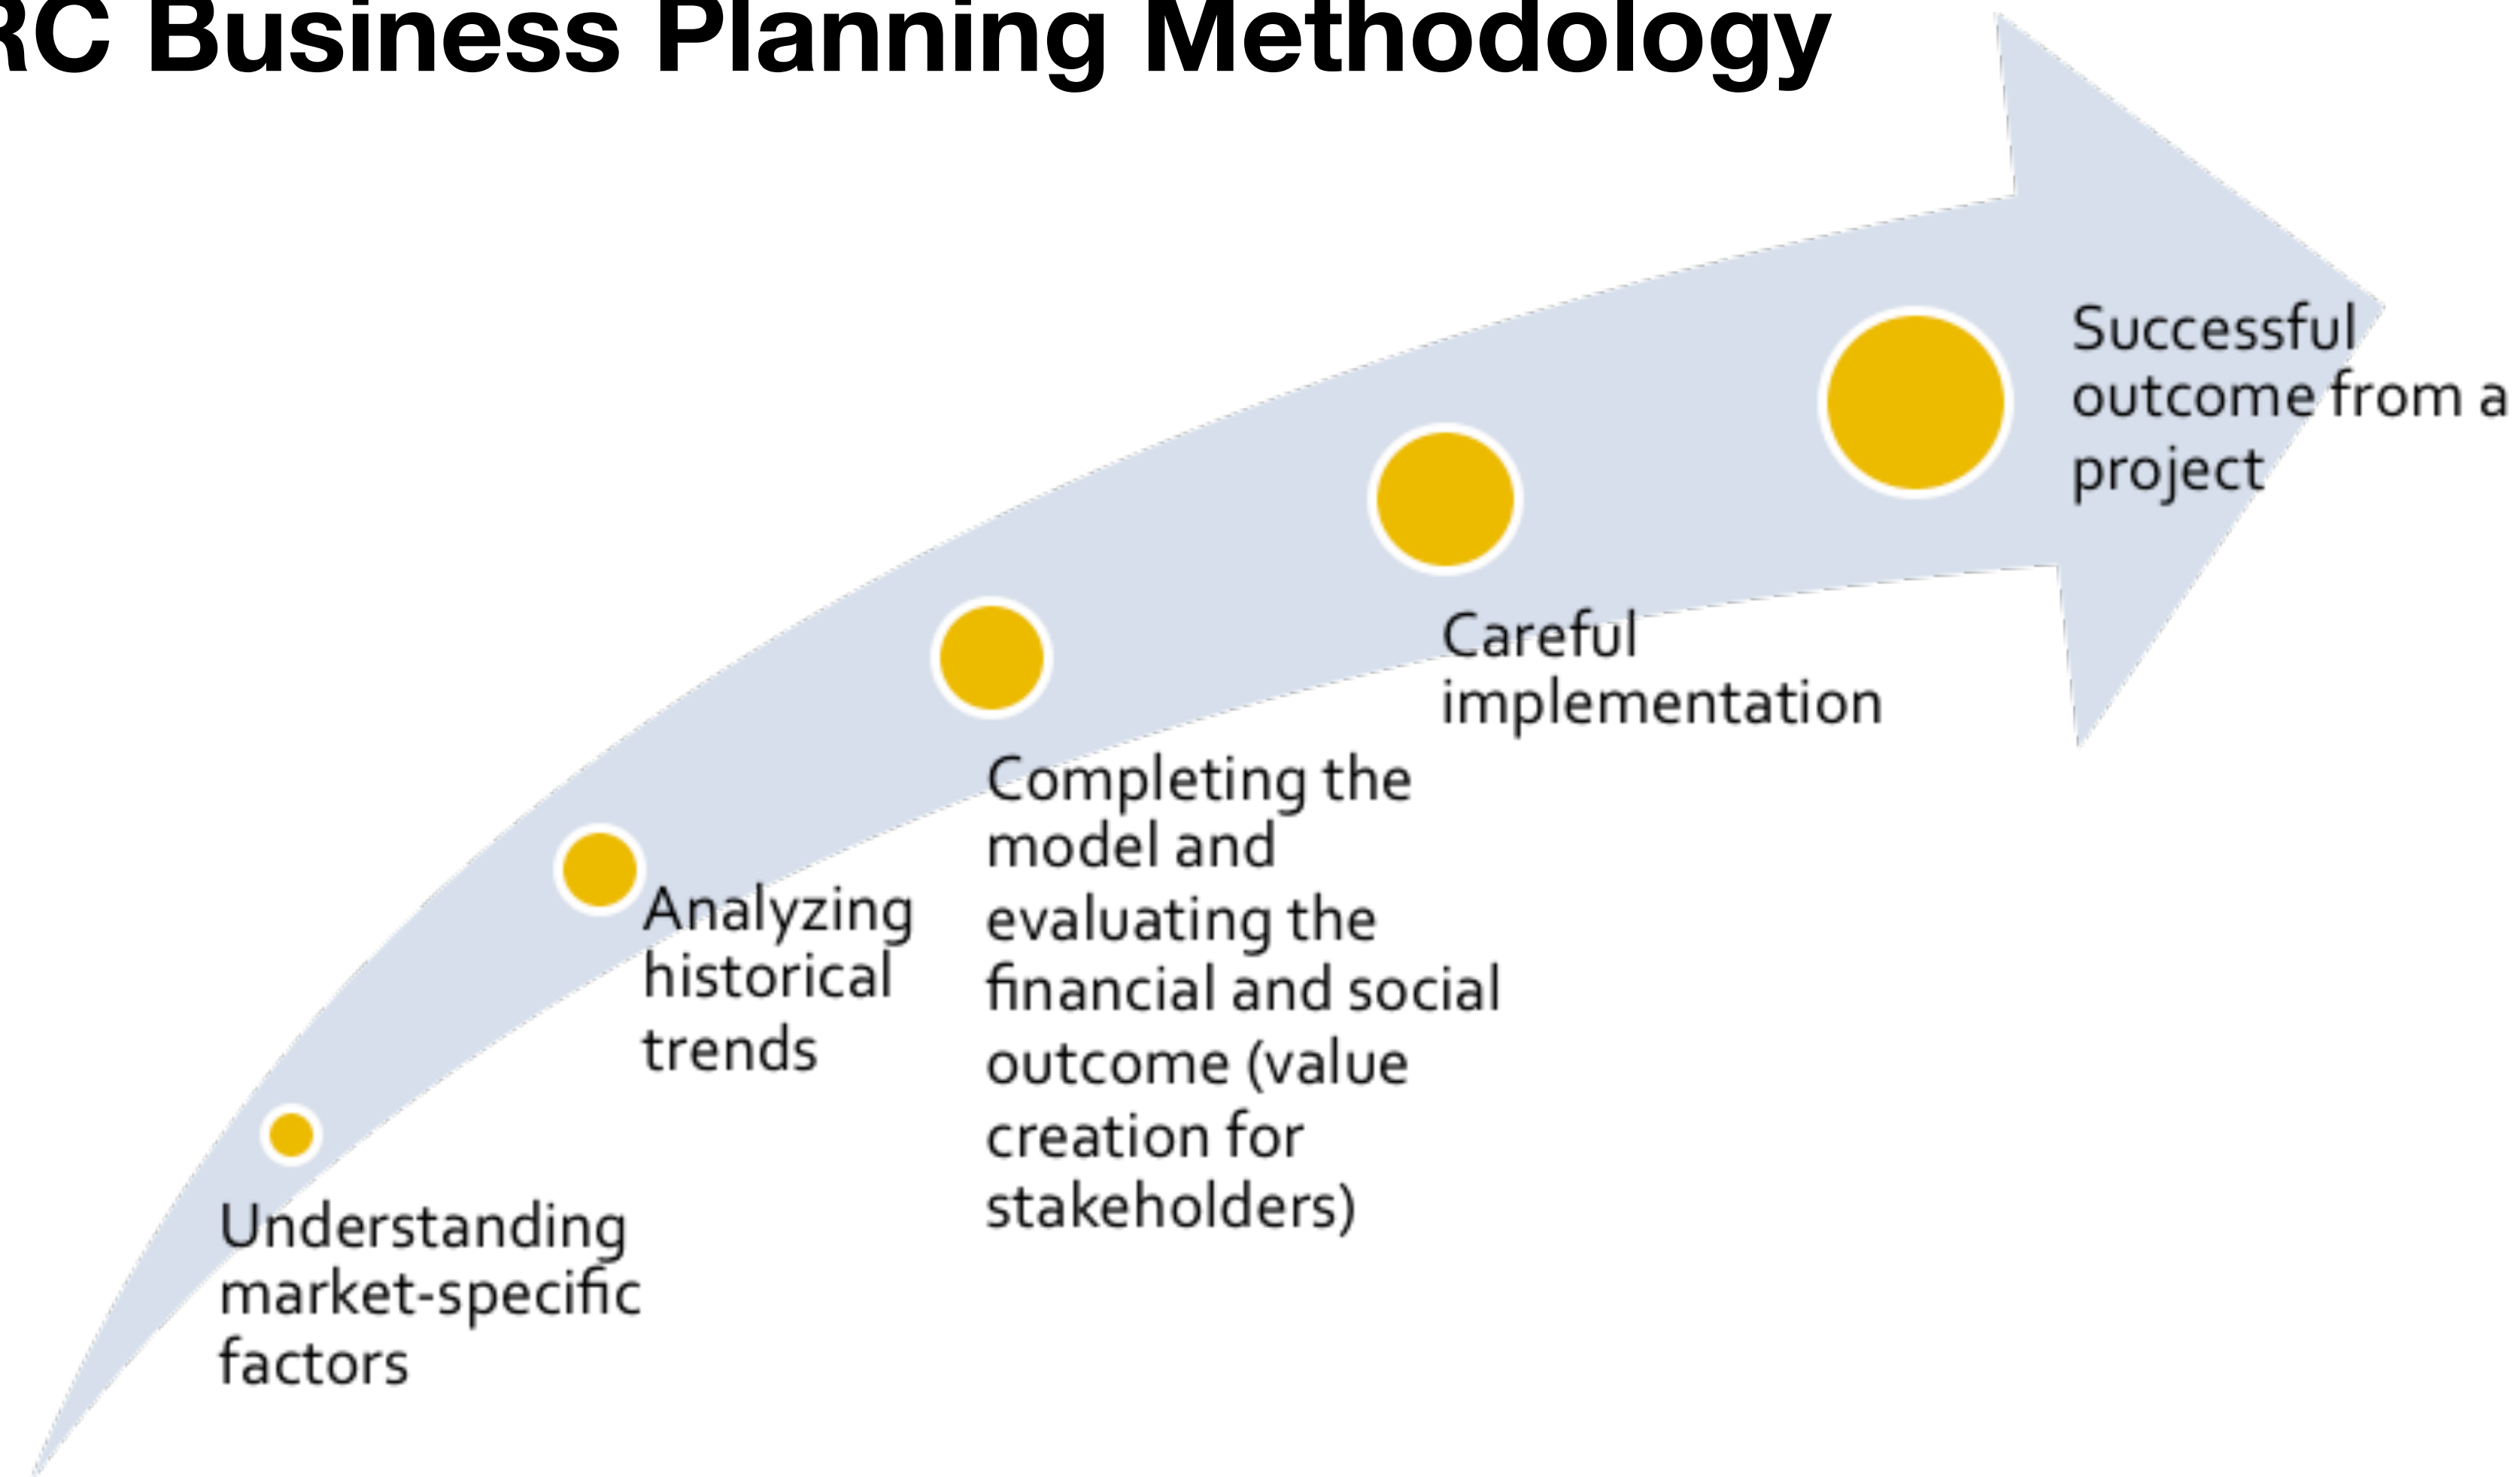 RC Business Planning Methodology
Successful
outcome from a
project
Careful
implementation
Completing the
model and
evaluating the
financial and social
outcome (value
creation for
stakeholders)
Analyzing
historical
trends
Understanding
market-specific
factors